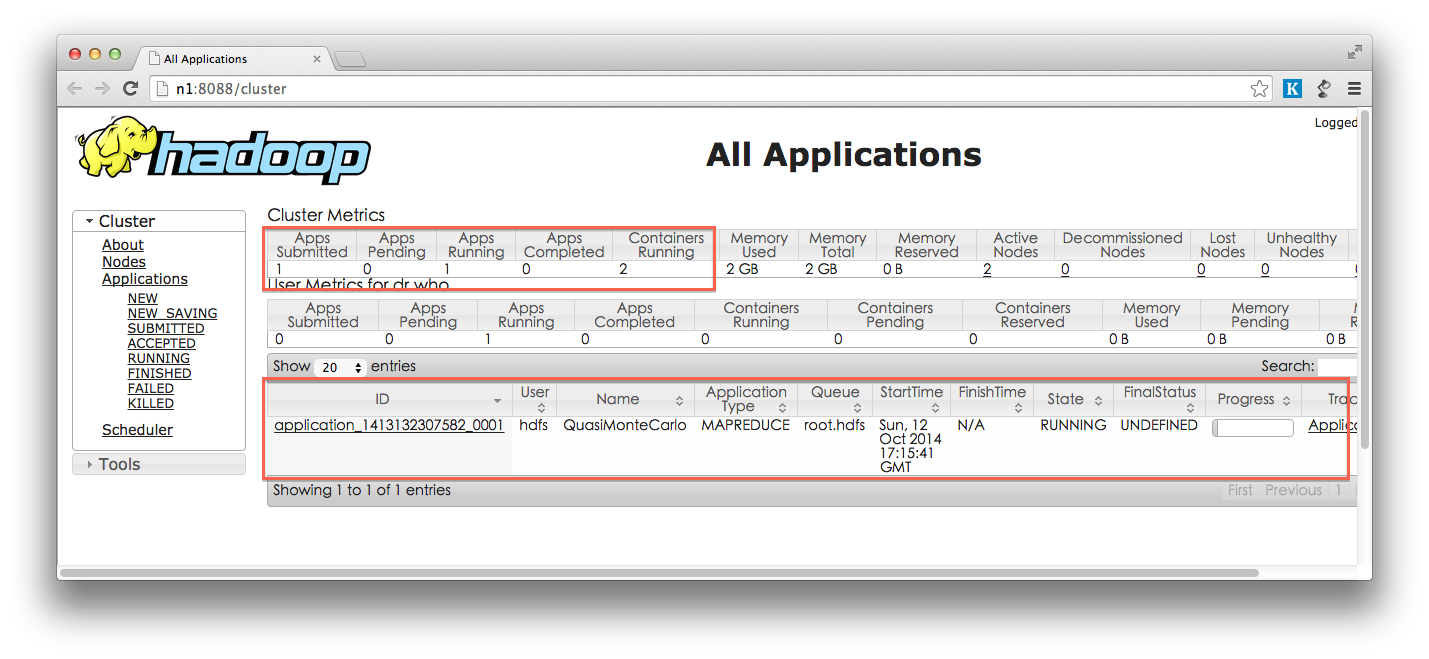 All Applications
n1:8088/cluster
K
hadoop
All Applications
Logged
Cluster
About
Nodes
Applications
NEW
NEW_SAVING
SUBMITTED
ACCEPTED
RUNNING
FINISHED
FAILED
KILLED
Scheduler
Tools
Cluster Metrics
Apps Submitted Apps Pending Apps Running Apps Completed Containers Running Memory Used Memory Total Memory Reserved Active Nodes Decommissioned Nodes Lost Nodes Unhealthy Nodes
1 0 1 0 2 2 GB 2 GB 0 B 2 0 0 0
User Metrics for dr.who
Apps Submitted Apps Pending Apps Running Apps Completed Containers Running Containers Pending Containers Reserved Memory Used Memory Pending
0 0 1 0 0 0 0 0 B 0 B 0 B
Show 20 entries Search:
ID User Name Application Type Queue StartTime FinishTime State FinalStatus Progress Trac
application_1413132307582_0001 hdfs QuasiMonteCarlo MAPREDUCE root.hdfs Sun, 12 N/A RUNNING UNDEFINED Applic
Oct 2014
17:15:41
GMT
Showing 1 to 1 of 1 entries First Previous 1